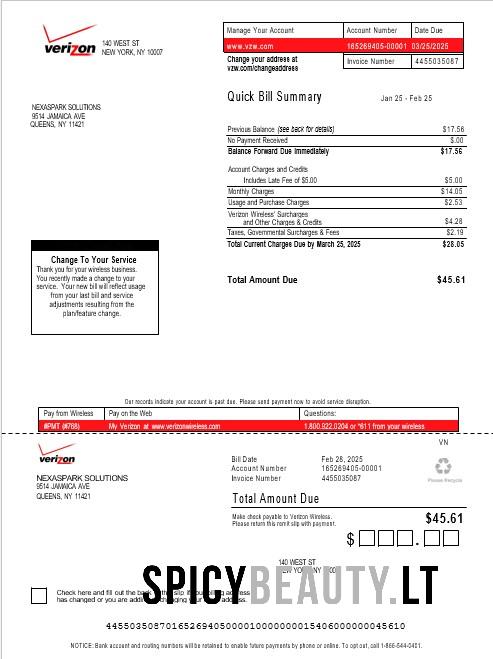 verizon
140 WEST ST
NEW YORK, NY 10007
Manage Your Account Account Number Date Due
www.vzw.com 165269405-00001 03/25/2025
Change your address at
vzw.com/changeaddress
Invoice Number 4455035087
Quick Bill Summary Jan 25 - Feb 25
NEXASPARK SOLUTIONS
9514 JAMAICA AVE
QUEENS, NY 11421
Previous Balance (see back for details) $17.56
No Payment Received $.00
Balance Forward Due Immediately $17.56
Account Charges and Credits
Includes Late Fee of $5.00 $5.00
Monthly Charges $14.05
Usage and Purchase Charges $2.53
Verizon Wireless' Surcharges
and Other Charges & Credits $4.28
Taxes, Governmental Surcharges & Fees $2.19
Total Current Charges Due by March 25, 2025 $28.05
Total Amount Due $45.61
Change To Your Service
Thank you for your wireless business.
You recently made a change to your
service. Your new bill will reflect usage
from your last bill and service
adjustments resulting from the
plan/feature change.
Our records indicate your account is past due. Please send payment now to avoid service disruption.
Pay from Wireless Pay on the Web Questions:
#PMT (#768) My Verizon at www.verizonwireless.com 1.800.922.0204 or *611 from your wireless
VN
verizon
NEXASPARK SOLUTIONS
9514 JAMAICA AVE
QUEENS, NY 11421
Bill Date Feb 28, 2025
Account Number 165269405-00001
Invoice Number 4455035087
Please Recycle
Total Amount Due
Make check payable to Verizon Wireless.
Please return this remit slip with payment.
$45.61
$ .
140 WEST ST
NEW YORK, NY
SPICYBEAUTY.LT
Check here and fill out the back slip if your billing address
has changed or you are adding changing your address
4455035087016526940500001000000001540600000045610
NOTICE: Bank account and routing numbers will be retained to enable future payments by phone or online. To opt out, call 1-866-544-0401.